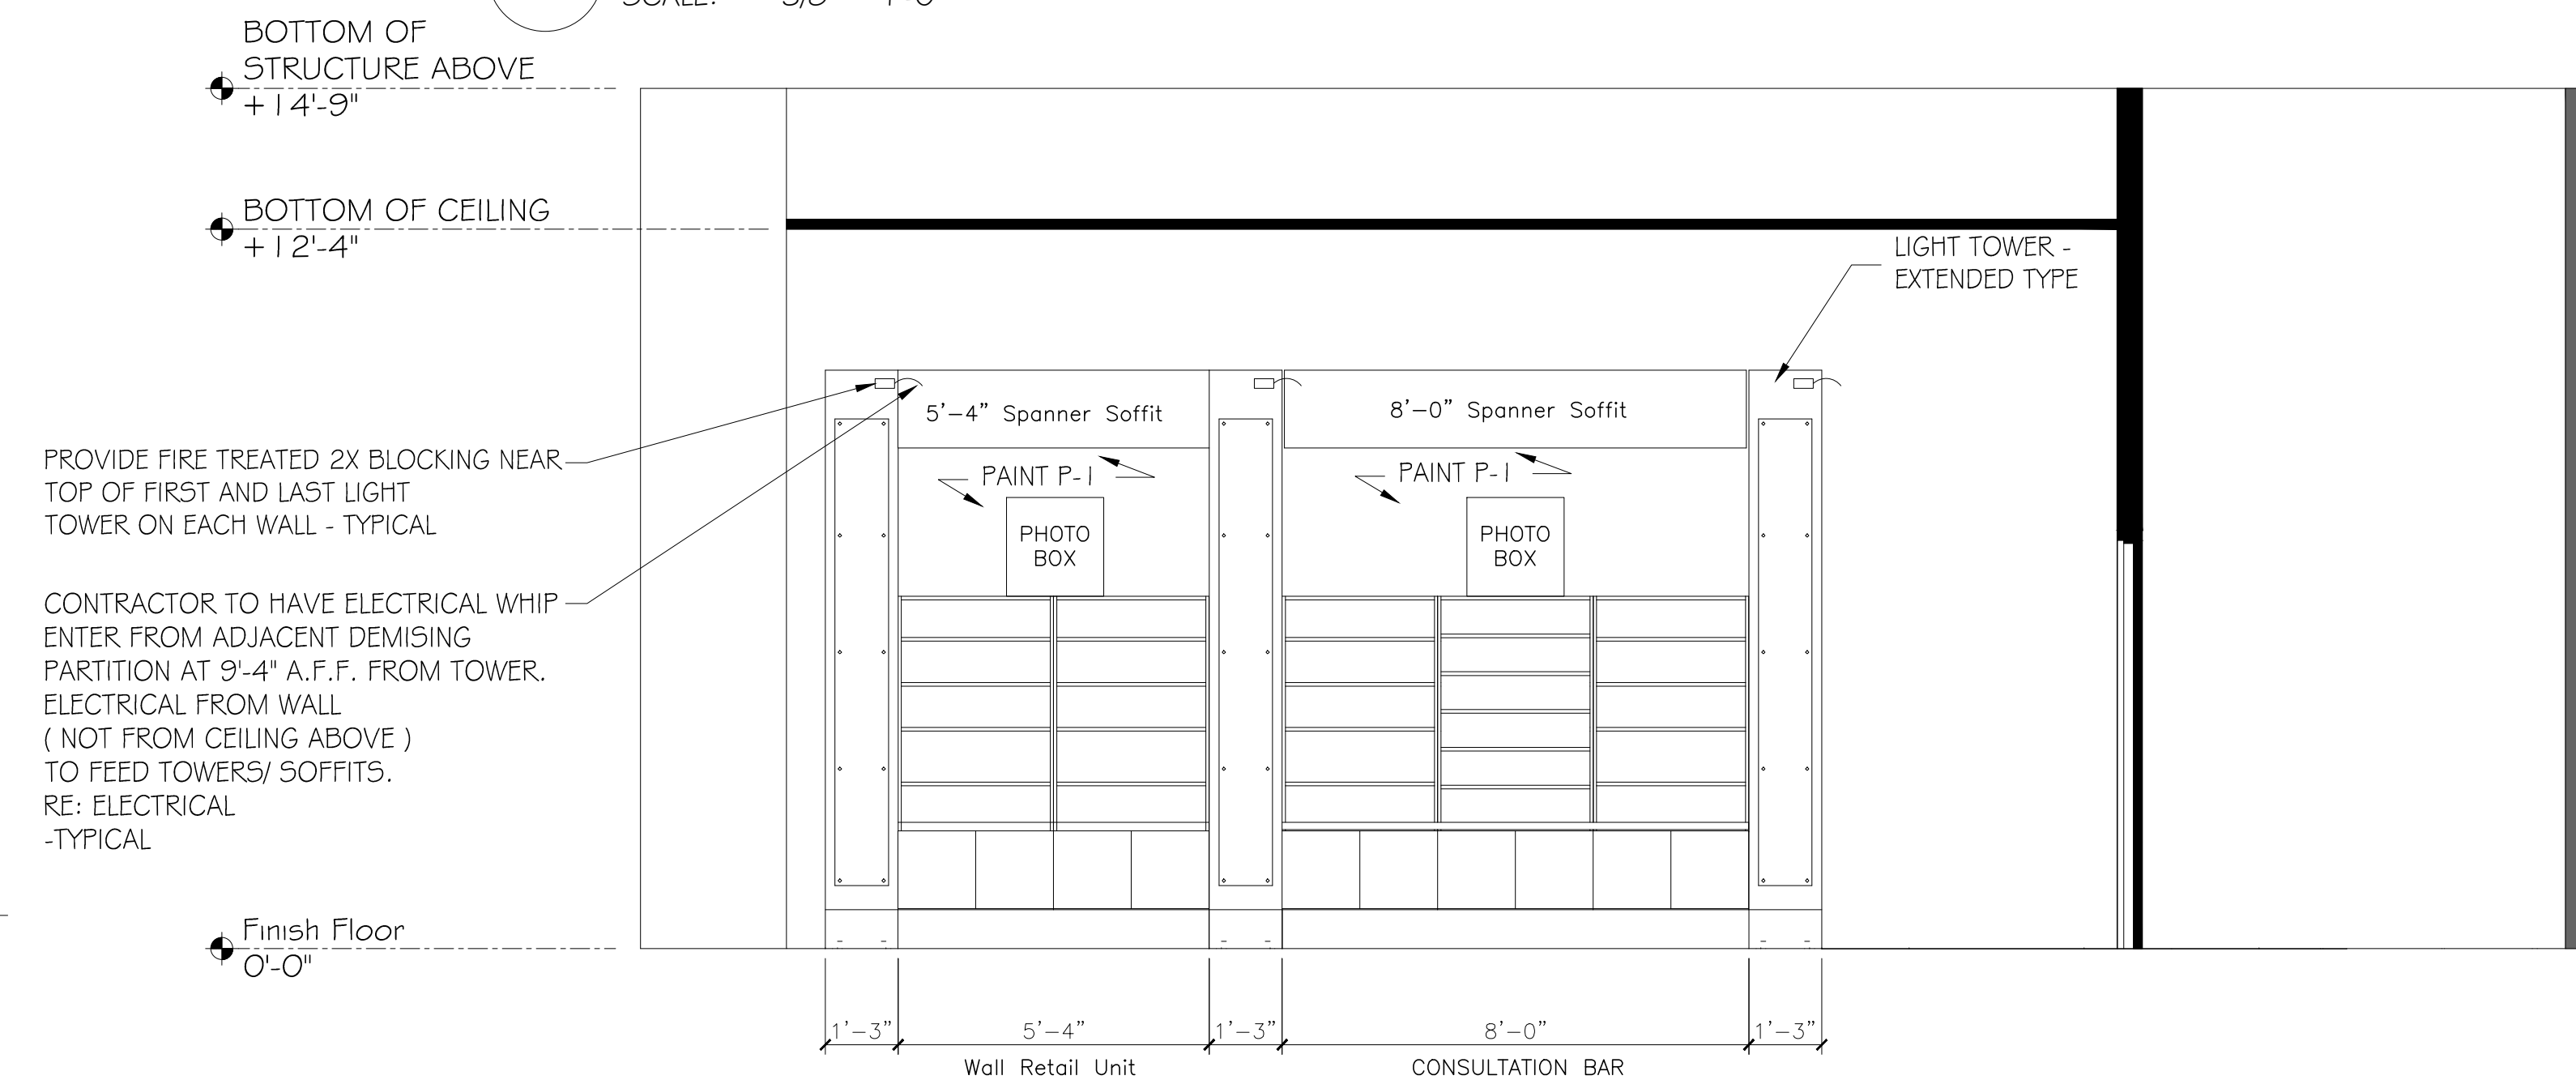 SCALE:
BOTTOM OF
STRUCTURE ABOVE
+14'-9"
BOTTOM OF CEILING
+12'-4"
LIGHT TOWER -
EXTENDED TYPE
5'-4" Spanner Soffit
8'-0" Spanner Soffit
PROVIDE FIRE TREATED 2X BLOCKING NEAR
TOP OF FIRST AND LAST LIGHT
TOWER ON EACH WALL - TYPICAL
PAINT P-1
PAINT P-1
PHOTO
BOX
PHOTO
BOX
CONTRACTOR TO HAVE ELECTRICAL WHIP
ENTER FROM ADJACENT DEMISING
PARTITION AT 9'-4" A.F.F. FROM TOWER.
ELECTRICAL FROM WALL
( NOT FROM CEILING ABOVE )
TO FEED TOWERS/ SOFFITS.
RE: ELECTRICAL
-TYPICAL
Finish Floor
0'-0"
1'-3"
5'-4"
1'-3"
8'-0"
1'-3"
Wall Retail Unit
CONSULTATION BAR